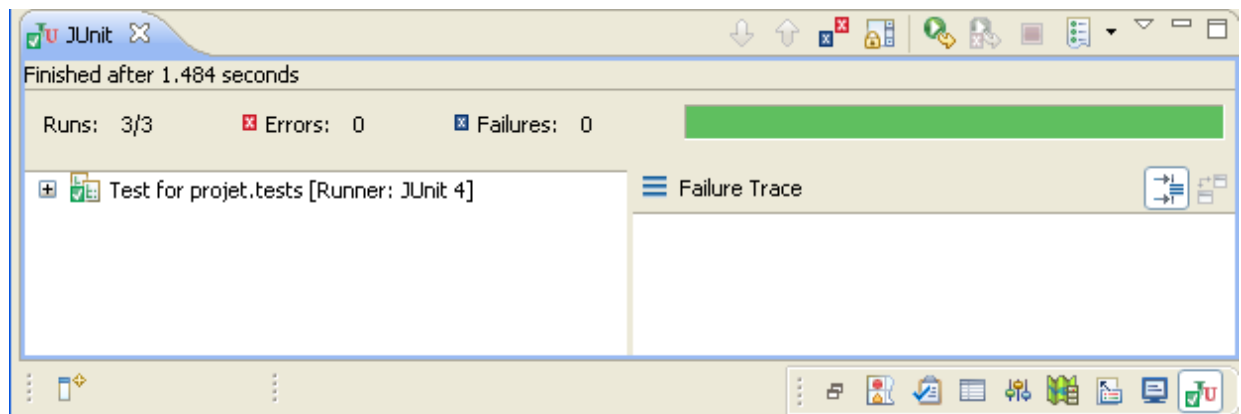 JUnit
Finished after 1.484 seconds
Runs: 3/3 Errors: 0 Failures: 0
Test for projet.tests [Runner: JUnit 4]
Failure Trace